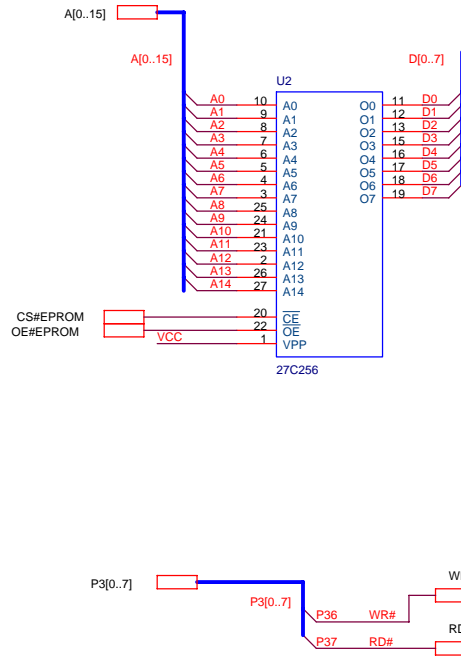 A[0..15]
A[0..15]
D[0..7]
U2
A0 10 A0 O0 11 D0
A1 9 A1 O1 12 D1
A2 8 A2 O2 13 D2
A3 7 A3 O3 15 D3
A4 6 A4 O4 16 D4
A5 5 A5 O5 17 D5
A6 4 A6 O6 18 D6
A7 3 A7 O7 19 D7
A8 25 A8
A9 24 A9
A10 21 A10
A11 23 A11
A12 2 A12
A13 26 A13
A14 27 A14
CS#EPROM 20 CE
OE#EPROM 22 OE
VCC 1 VPP
27C256
P3[0..7]
P3[0..7]
P36 WR#
P37 RD#